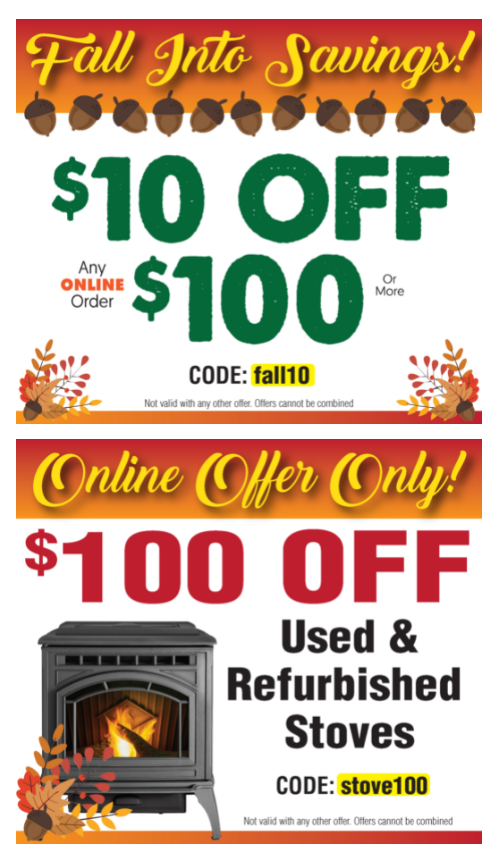 Fall Into Savings!
$10 OFF
Any
ONLINE
Order
$100
Or
More
CODE: fall10
Not valid with any other offer. Offers cannot be combined
Online Offer Only!
$100 OFF
Used &
Refurbished
Stoves
CODE: stove100
Not valid with any other offer. Offers cannot be combined